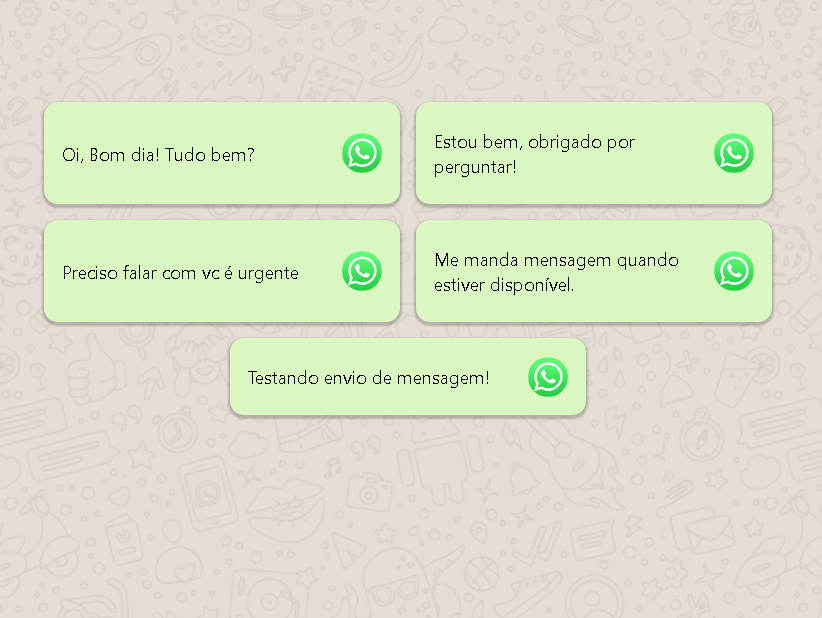 Oi, Bom dia! Tudo bem?
Estou bem, obrigado por
perguntar!
Preciso falar com vc é urgente
Me manda mensagem quando
estiver disponível.
Testando envio de mensagem!